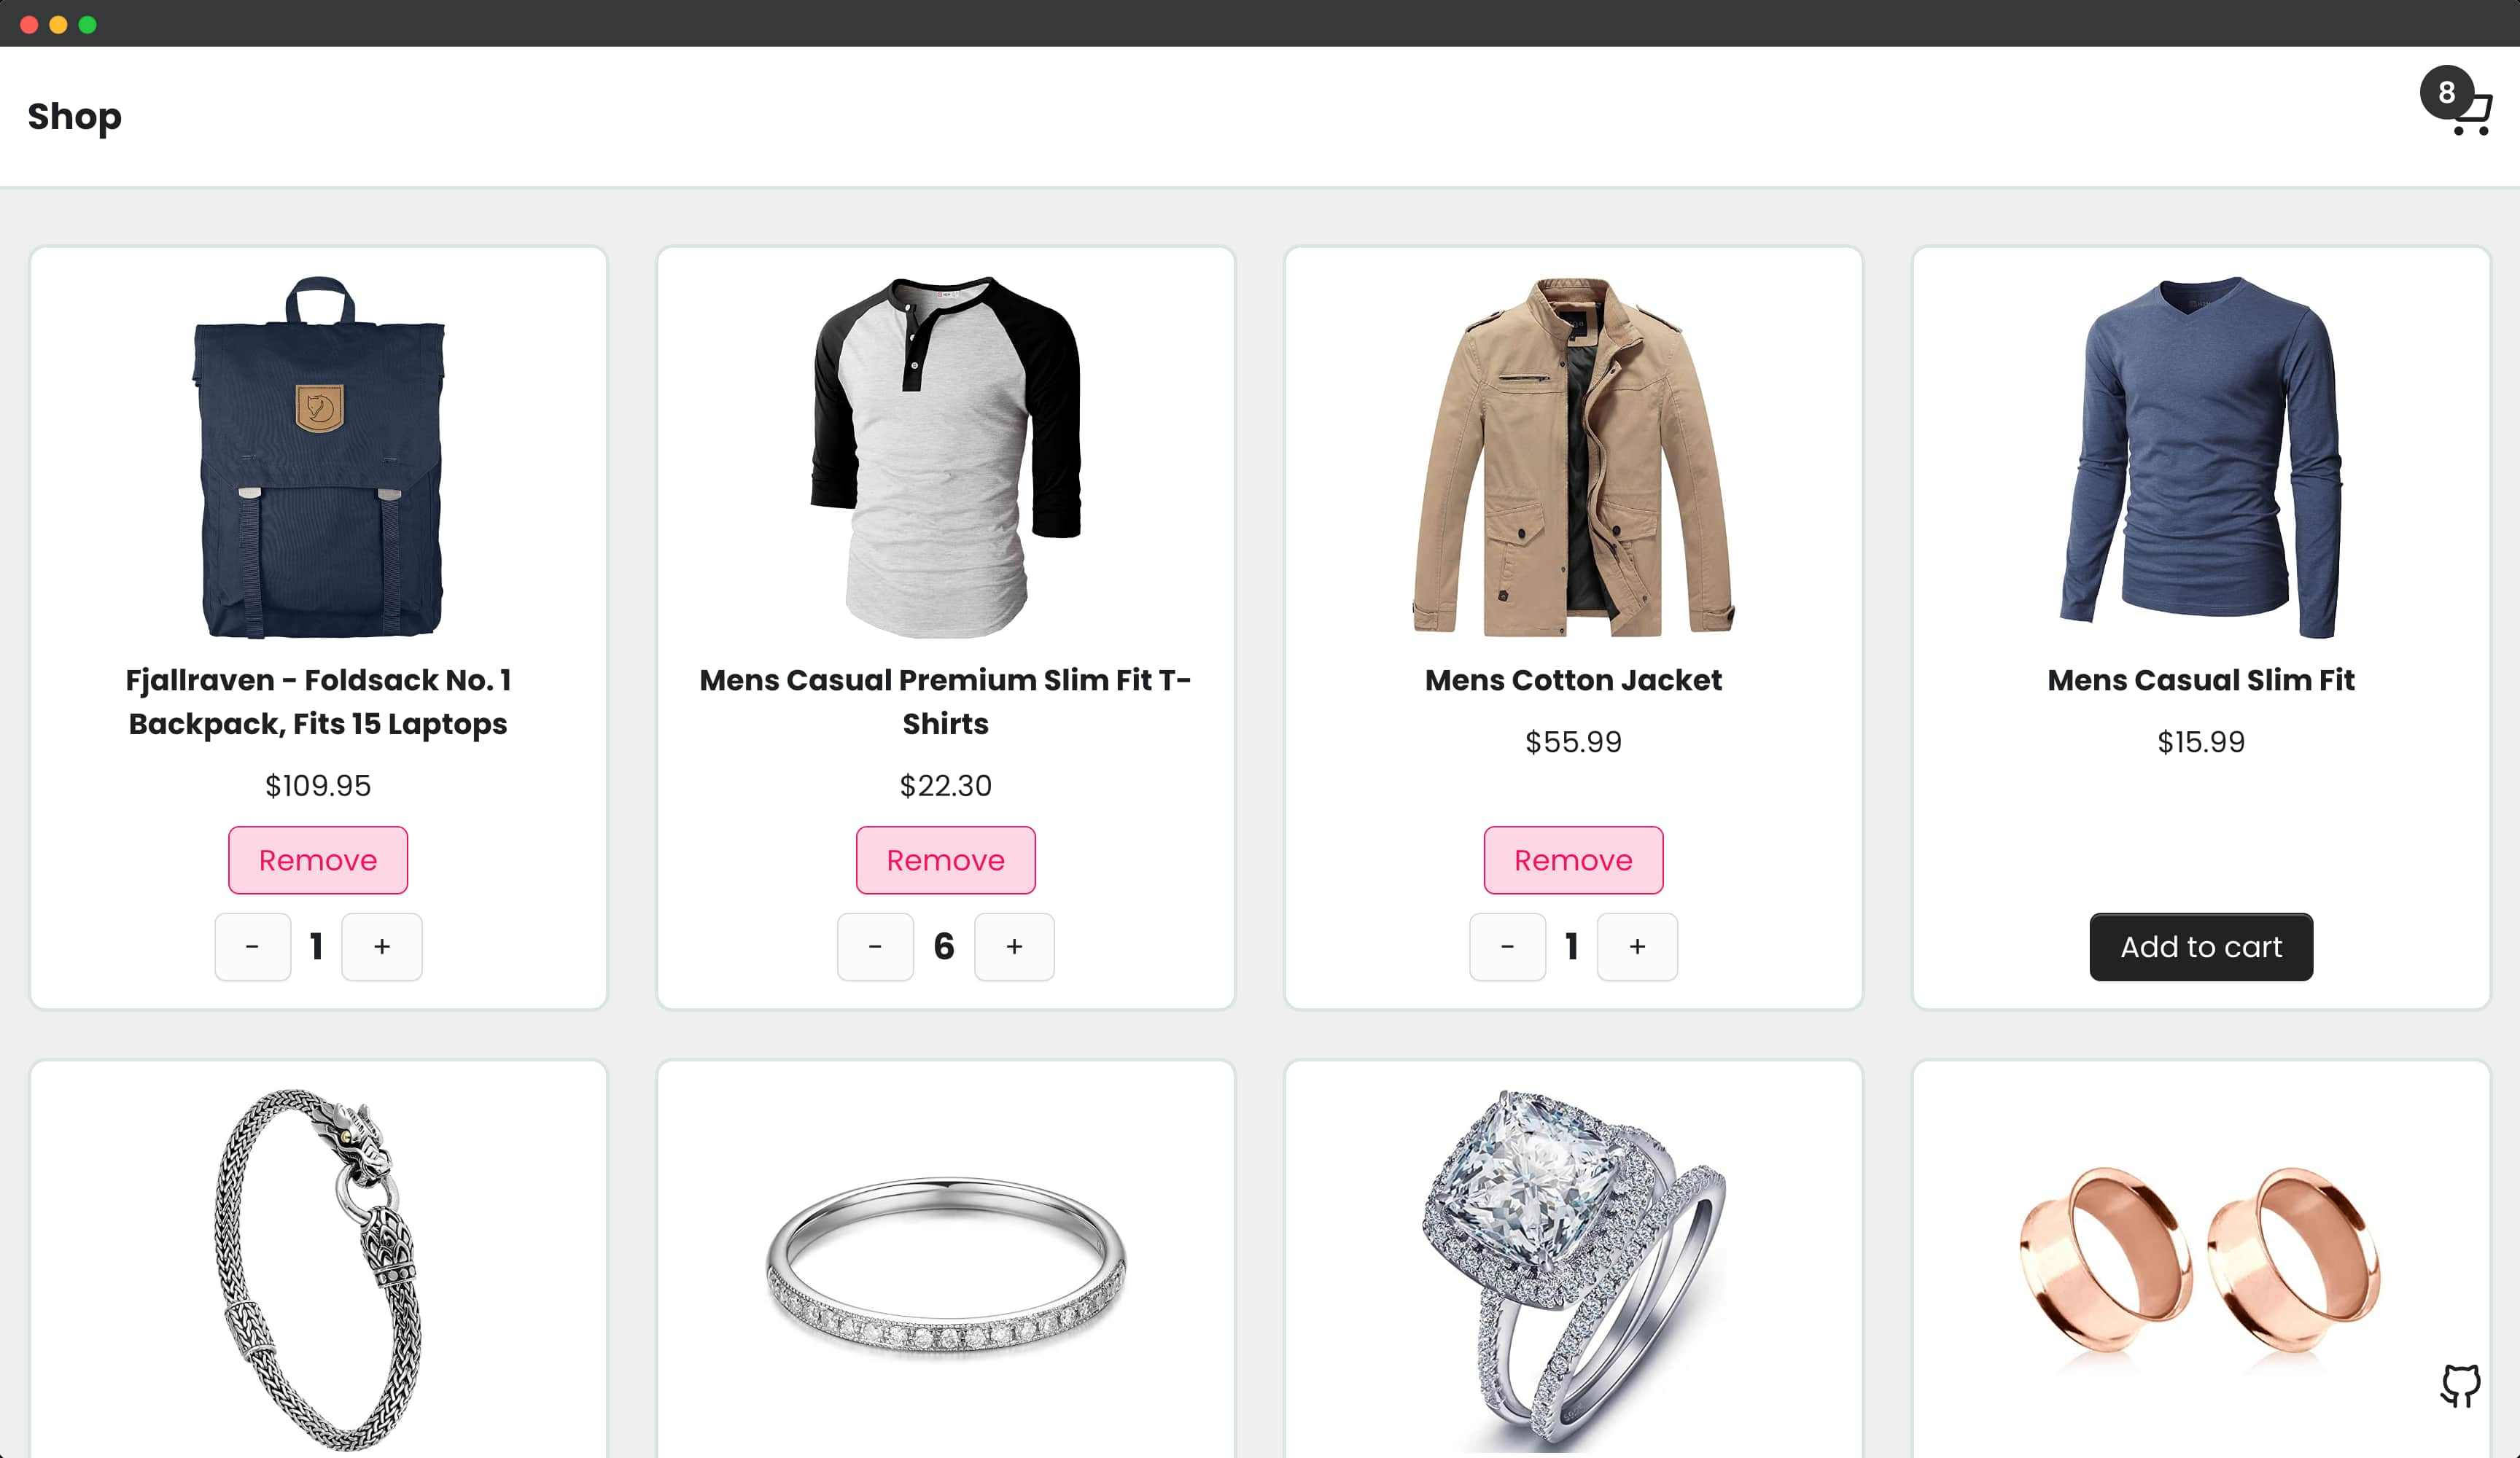 Shop
8
Fjallraven - Foldsack No. 1
Backpack, Fits 15 Laptops
$109.95
Remove
- 1 +
Mens Casual Premium Slim Fit T-
Shirts
$22.30
Remove
- 6 +
Mens Cotton Jacket
$55.99
Remove
- 1 +
Mens Casual Slim Fit
$15.99
Add to cart